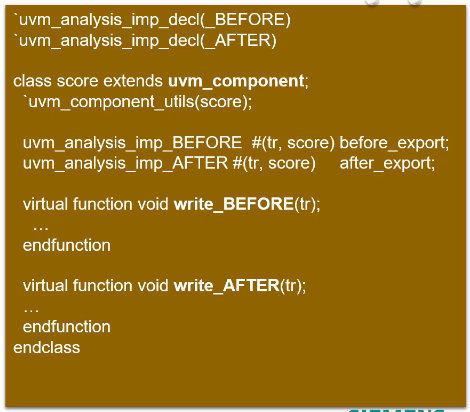 `uvm_analysis_imp_decl(_BEFORE)
`uvm_analysis_imp_decl(_AFTER)
class score extends uvm_component;
`uvm_component_utils(score);
uvm_analysis_imp_BEFORE #(tr, score) before_export;
uvm_analysis_imp_AFTER #(tr, score) after_export;
virtual function void write_BEFORE(tr);
…
endfunction
virtual function void write_AFTER(tr);
…
endfunction
endclass